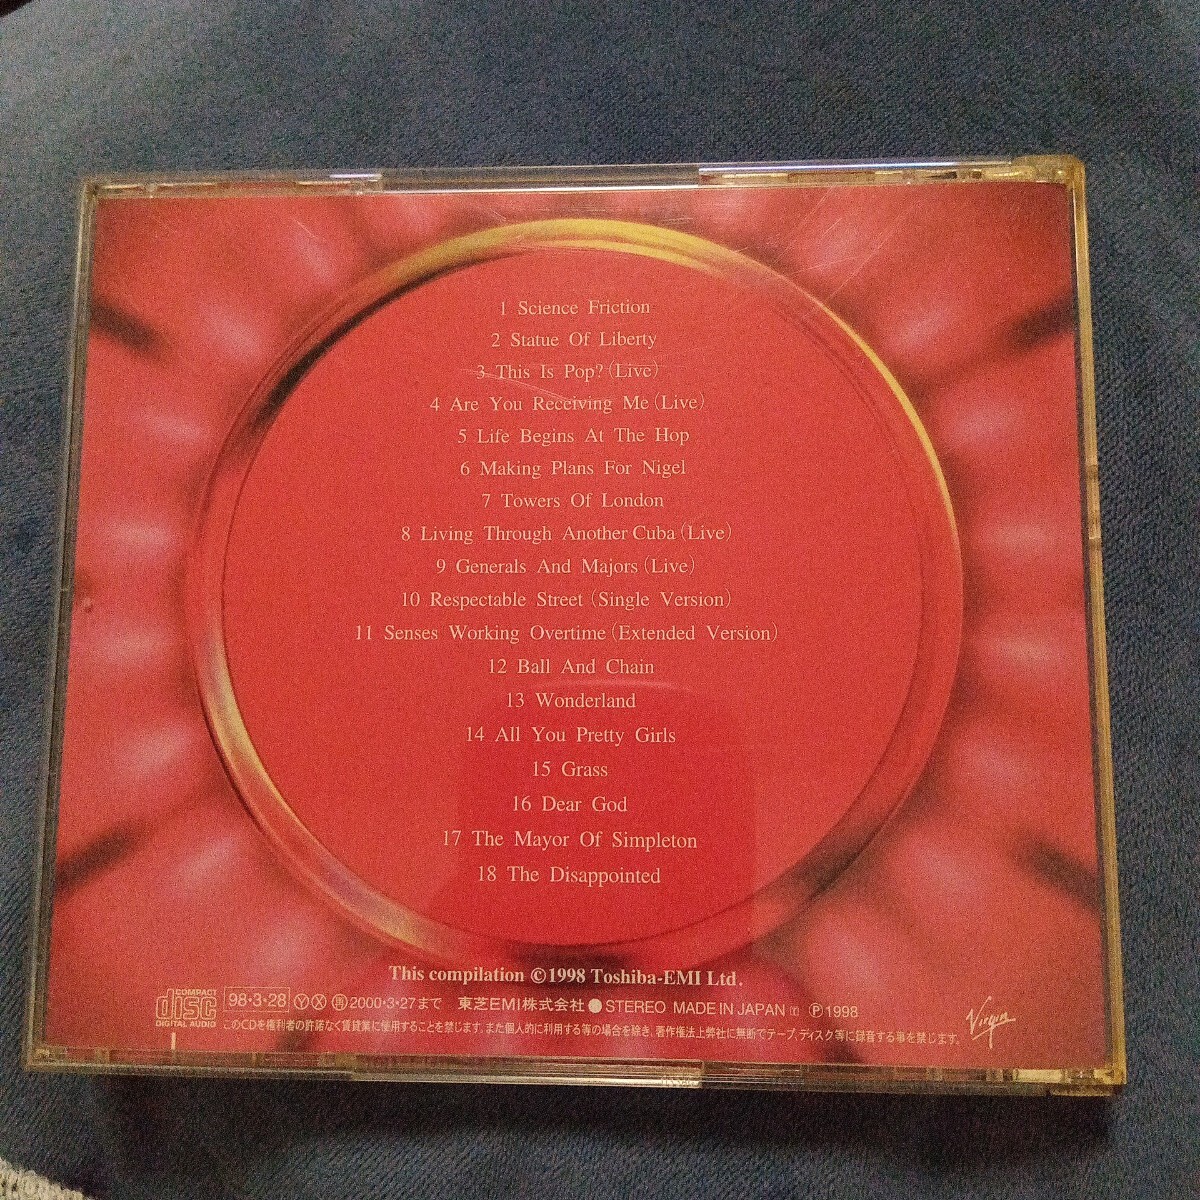 1 Science Friction
2 Statue Of Liberty
3 This Is Pop?(Live)
4 Are You Receiving Me(Live)
5 Life Begins At The Hop
6 Making Plans For Nigel
7 Towers Of London
8 Living Through Another Cuba(Live)
9 Generals And Majors(Live)
10 Respectable Street(Single Version)
11 Senses Working Overtime(Extended Version)
12 Ball And Chain
13 Wonderland
14 All You Pretty Girls
15 Grass
16 Dear God
17 The Mayor Of Simpleton
18 The Disappointed
This compilation ©1998 Toshiba-EMI Ltd.
COMPACT disc DIGITAL AUDIO 98・3・28 Ⓨ Ⓧ 再 2000・3・27まで 東芝EMI株式会社●STEREO MADE IN JAPAN Ⓟ1998
このCDを権利者の許諾なく賃貸業に使用することを禁じます。また個人的に利用する等の場合を除き、著作権法上弊社に無断でテープ、ディスク等に録音する事を禁じます。
Virgin